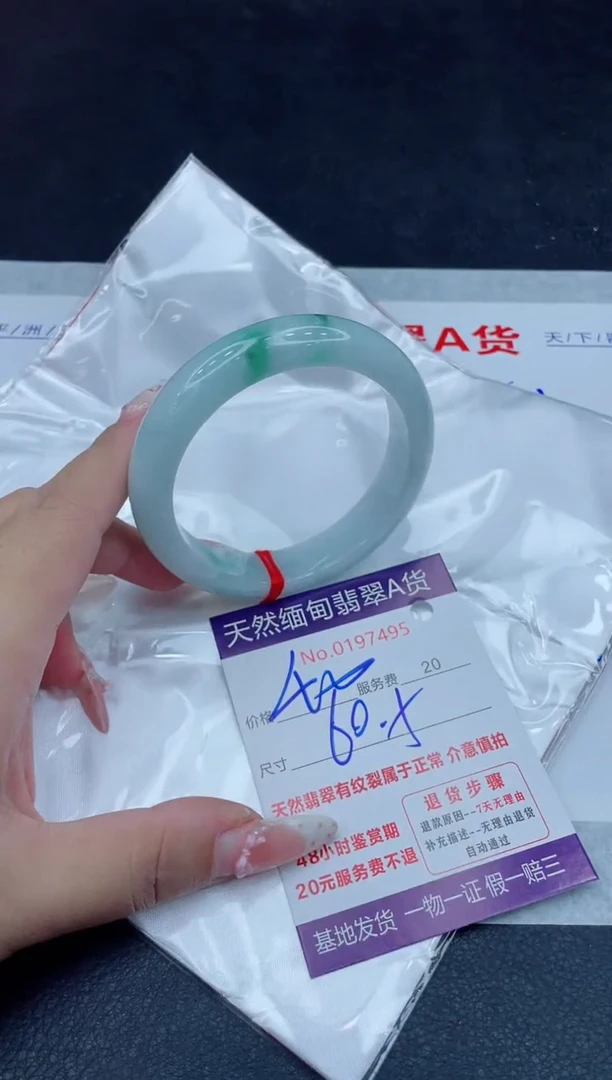 平/洲/
翠A货
天/下/
天然缅甸翡翠A货
No.0197495
价格 服务费 20
尺寸 60.5
天然翡翠有纹裂属于正常 介意慎拍
48小时鉴赏期
20元服务费不退
退货步骤
退款原因--7天无理由
补充描述--无理由退货
自动通过
基地发货 一物一证 假一赔三